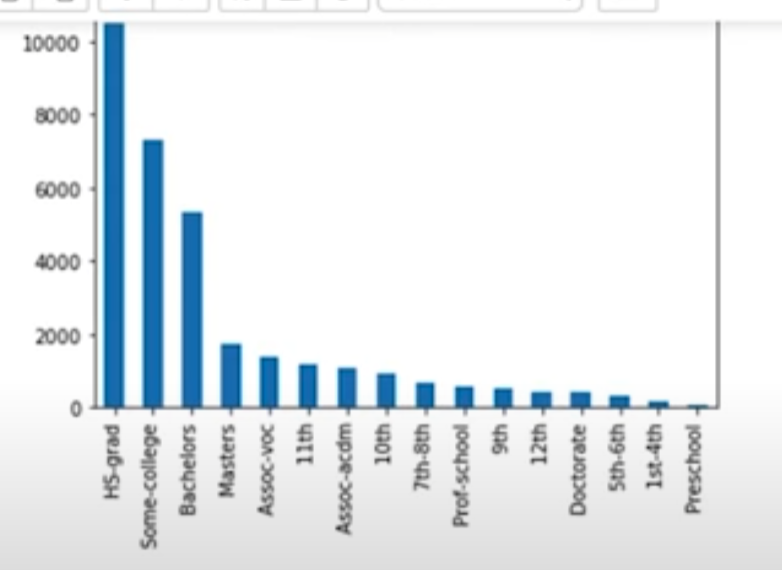 10000
8000
6000
4000
2000
0
HS-grad
Some-college
Bachelors
Masters
Assoc-voc
11th
Assoc-acdm
10th
7th-8th
Prof-school
9th
12th
Doctorate
5th-6th
1st-4th
Preschool